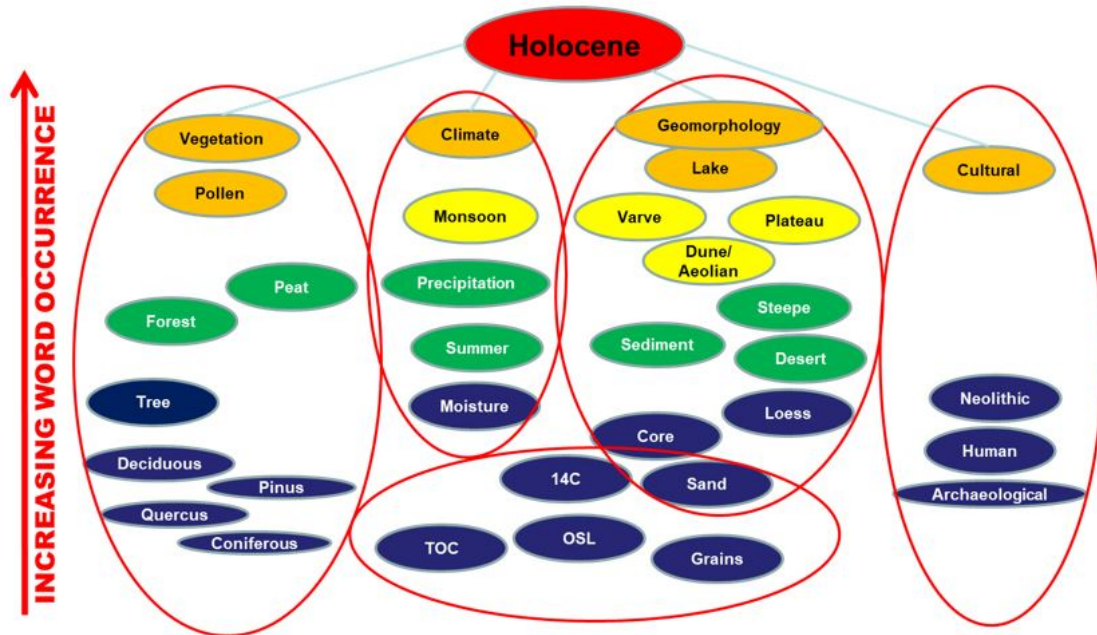 Holocene
INCREASING WORD OCCURRENCE
Vegetation
Pollen
Peat
Forest
Tree
Deciduous
Pinus
Quercus
Coniferous
Climate
Monsoon
Precipitation
Summer
Moisture
Geomorphology
Lake
Varve
Plateau
Dune/
Aeolian
Steepe
Sediment
Desert
Loess
Core
Sand
14C
TOC
OSL
Grains
Cultural
Neolithic
Human
Archaeological